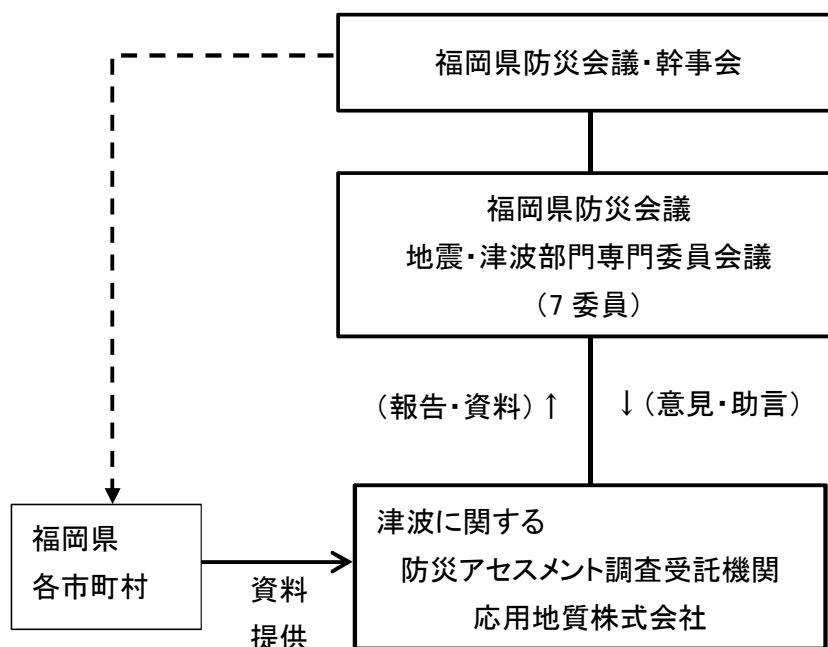 福岡県防災会議・幹事会
福岡県防災会議
地震・津波部門専門委員会議
（7 委員）
（報告・資料）↑
↓（意見・助言）
福岡県
各市町村
資料
提供
津波に関する
防災アセスメント調査受託機関
応用地質株式会社